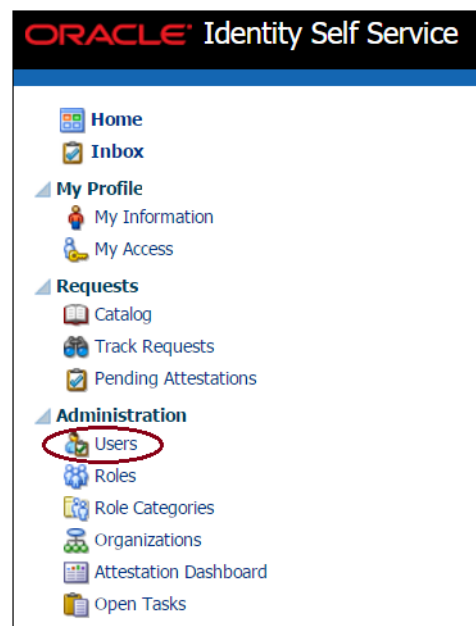 ORACLE Identity Self Service
Home
Inbox
My Profile
My Information
My Access
Requests
Catalog
Track Requests
Pending Attestations
Administration
Users
Roles
Role Categories
Organizations
Attestation Dashboard
Open Tasks